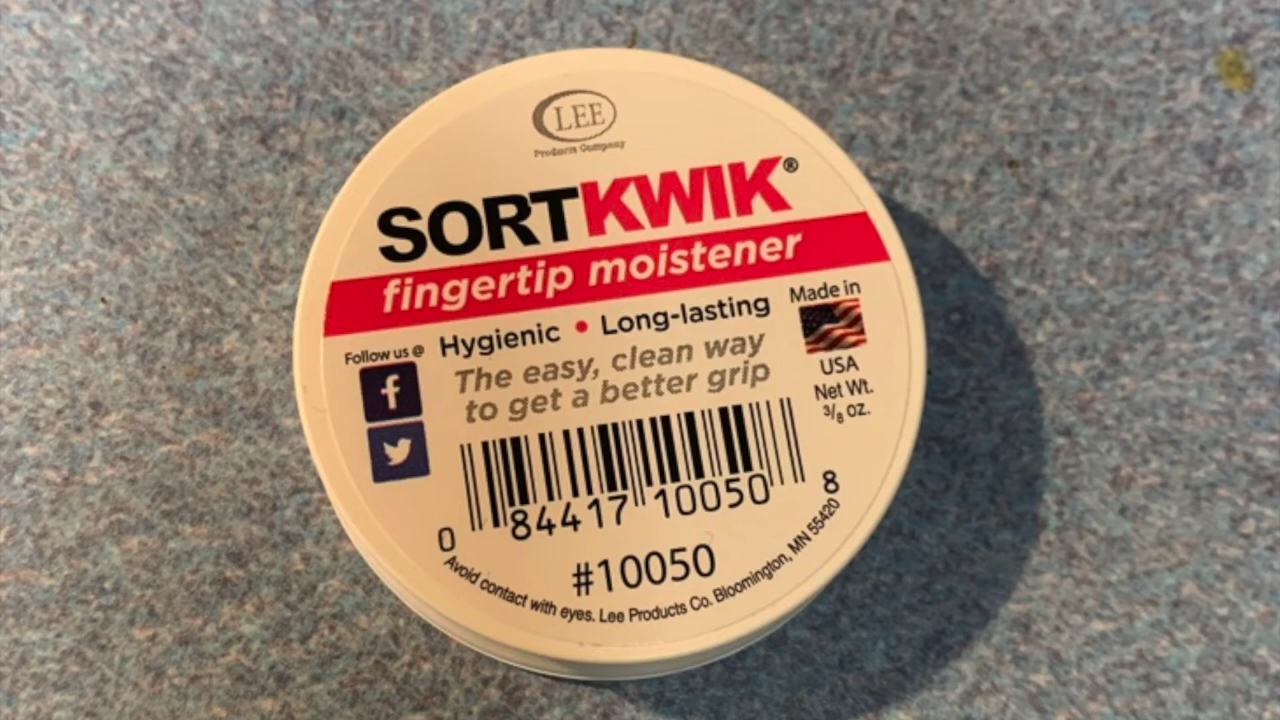 LEE
Products Company
SORTKWIK®
fingertip moistener
Hygienic • Long-lasting
The easy, clean way
to get a better grip
Follow us @
f
Made in
USA
Net Wt.
3/8 oz.
0 84417 10050 8
#10050
Avoid contact with eyes. Lee Products Co. Bloomington, MN 55420